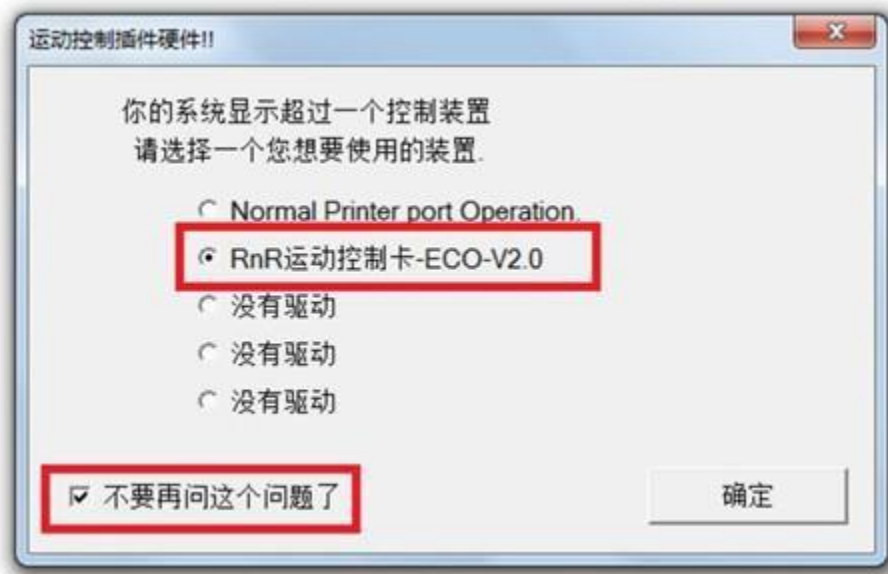 运动控制插件硬件!!
你的系统显示超过一个控制装置
请选择一个您想要使用的装置.
Normal Printer port Operation.
RnR运动控制卡-ECO-V2.0
没有驱动
没有驱动
没有驱动
不要再问这个问题了
确定